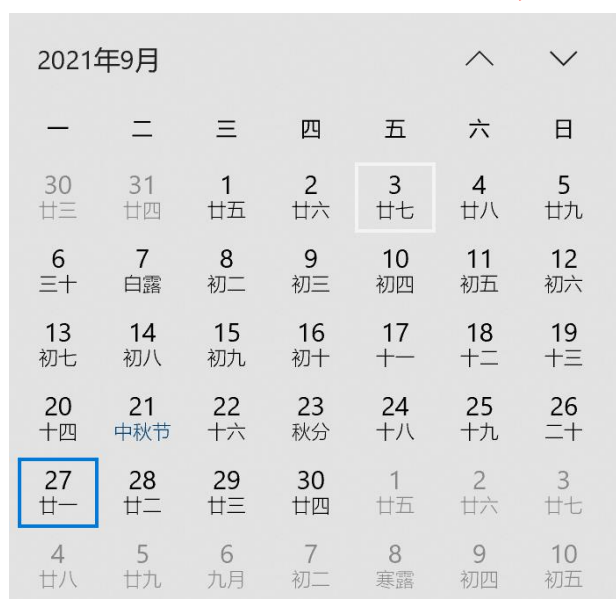 2021年9月
一 二 三 四 五 六 日
30 31 1 2 3 4 5
廿三 廿四 廿五 廿六 廿七 廿八 廿九
6 7 8 9 10 11 12
三十 白露 初二 初三 初四 初五 初六
13 14 15 16 17 18 19
初七 初八 初九 初十 十一 十二 十三
20 21 22 23 24 25 26
十四 中秋节 十六 秋分 十八 十九 二十
27 28 29 30 1 2 3
廿一 廿二 廿三 廿四 廿五 廿六 廿七
4 5 6 7 8 9 10
廿八 廿九 九月 初二 寒露 初四 初五